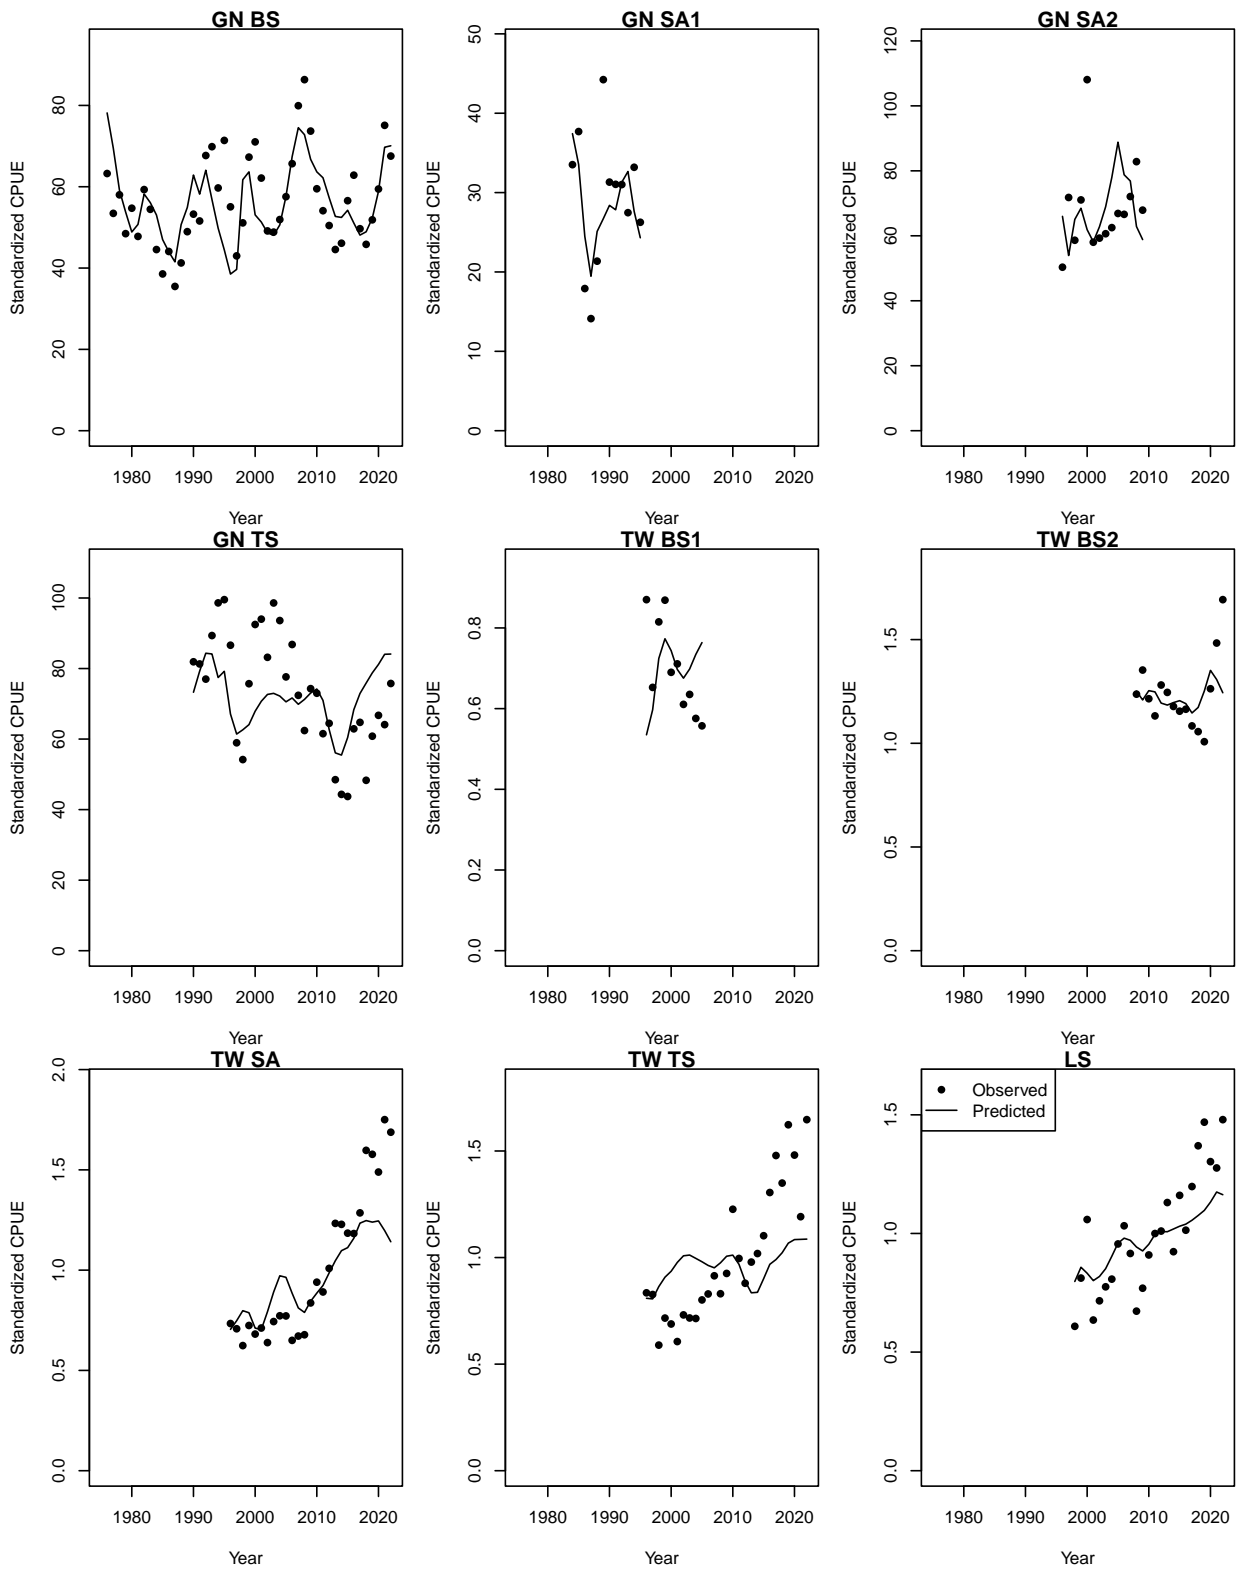 GN BS
Standardized CPUE
80
60
40
20
0
1980 1990 2000 2010 2020
Year
GN SA1
Standardized CPUE
50
40
30
20
10
0
1980 1990 2000 2010 2020
Year
GN SA2
Standardized CPUE
120
100
80
60
40
20
0
1980 1990 2000 2010 2020
Year
GN TS
Standardized CPUE
100
80
60
40
20
0
1980 1990 2000 2010 2020
Year
TW BS1
Standardized CPUE
0.8
0.6
0.4
0.2
0.0
1980 1990 2000 2010 2020
Year
TW BS2
Standardized CPUE
1.5
1.0
0.5
0.0
1980 1990 2000 2010 2020
Year
TW SA
Standardized CPUE
2.0
1.5
1.0
0.5
0.0
1980 1990 2000 2010 2020
Year
TW TS
Standardized CPUE
1.5
1.0
0.5
0.0
1980 1990 2000 2010 2020
Year
LS
Observed
Predicted
Standardized CPUE
1.5
1.0
0.5
0.0
1980 1990 2000 2010 2020
Year